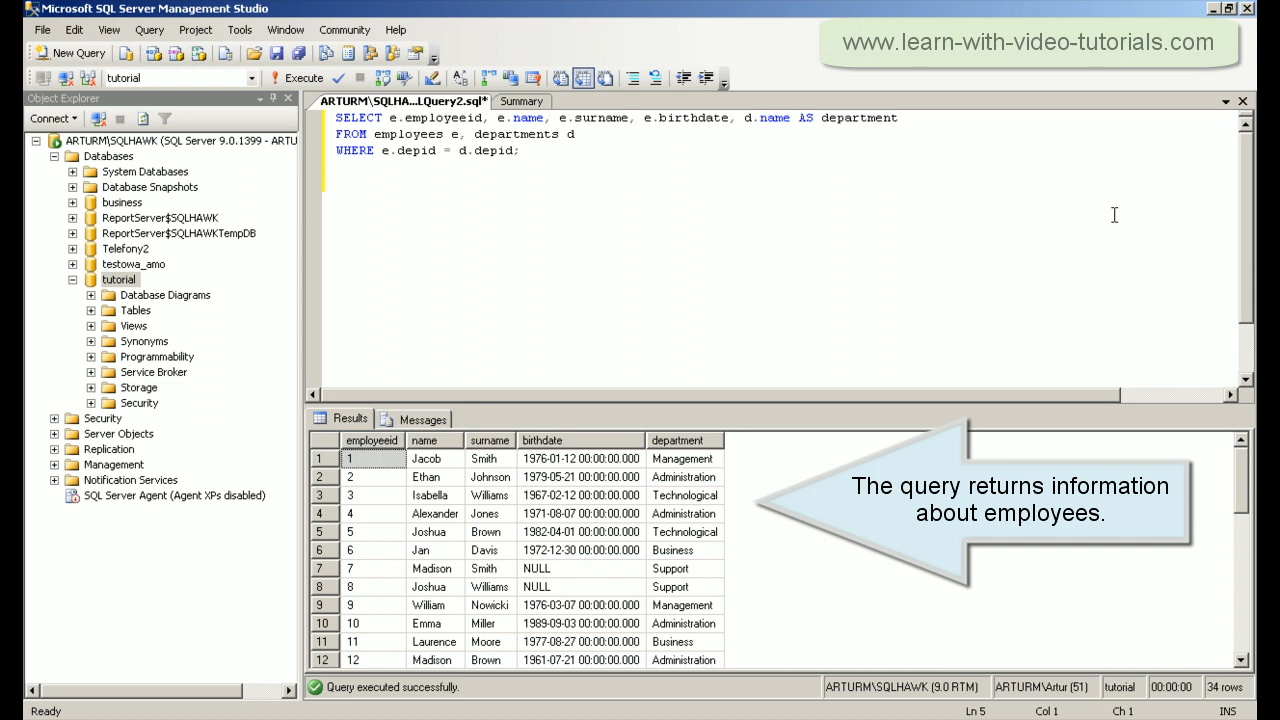 Microsoft SQL Server Management Studio
File Edit View Query Project Tools Window Community Help
www.learn-with-video-tutorials.com
New Query
tutorial
Execute
Object Explorer
Connect
ARTURM\SQLHAWK (SQL Server 9.0.1399 - ARTU
Databases
System Databases
Database Snapshots
business
ReportServer$SQLHAWK
ReportServer$SQLHAWKTempDB
Telefony2
testowa_amo
tutorial
Database Diagrams
Tables
Views
Synonyms
Programmability
Service Broker
Storage
Security
Security
Server Objects
Replication
Management
Notification Services
SQL Server Agent (Agent XPs disabled)
ARTURM\SQLHA...LQuery2.sql* Summary
SELECT e.employeeid, e.name, e.surname, e.birthdate, d.name AS department
FROM employees e, departments d
WHERE e.depid = d.depid;
Results Messages
employeeid name surname birthdate department
1 1 Jacob Smith 1976-01-12 00:00:00.000 Management
2 2 Ethan Johnson 1979-05-21 00:00:00.000 Administration
3 3 Isabella Williams 1967-02-12 00:00:00.000 Technological
4 4 Alexander Jones 1971-08-07 00:00:00.000 Administration
5 5 Joshua Brown 1982-04-01 00:00:00.000 Technological
6 6 Jan Davis 1972-12-30 00:00:00.000 Business
7 7 Madison Smith NULL Support
8 8 Joshua Williams NULL Support
9 9 William Nowicki 1976-03-07 00:00:00.000 Management
10 10 Emma Miller 1989-09-03 00:00:00.000 Administration
11 11 Laurence Moore 1977-08-27 00:00:00.000 Business
12 12 Madison Brown 1961-07-21 00:00:00.000 Administration
The query returns information
about employees.
Query executed successfully. ARTURM\SQLHAWK (9.0 RTM) ARTURM\Artur (51) tutorial 00:00:00 34 rows
Ready Ln 5 Col 1 Ch 1 INS